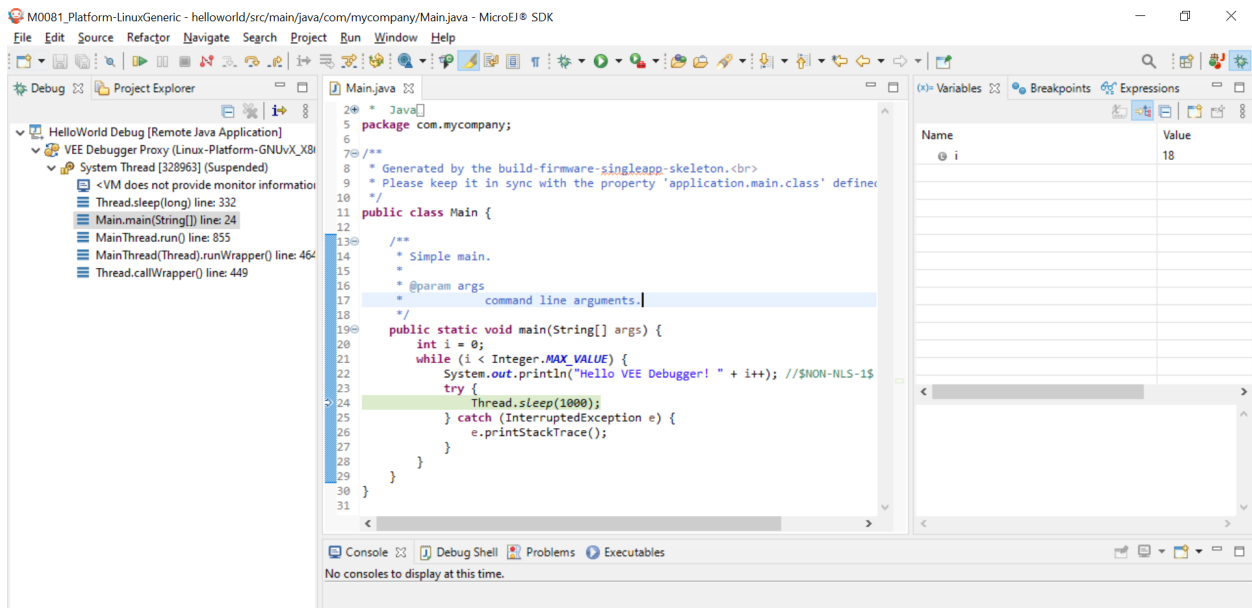 M0081_Platform-LinuxGeneric - helloworld/src/main/java/com/mycompany/Main.java - MicroEJ® SDK
File Edit Source Refactor Navigate Search Project Run Window Help
Debug Project Explorer
HelloWorld Debug [Remote Java Application]
VEE Debugger Proxy (Linux-Platform-GNUvX_X8
System Thread [328963] (Suspended)
<VM does not provide monitor informatio
Thread.sleep(long) line: 332
Main.main(String[]) line: 24
MainThread.run() line: 855
MainThread(Thread).runWrapper() line: 464
Thread.callWrapper() line: 449
Main.java
2 * Java
5 package com.mycompany;
6
7 /**
8 * Generated by the build-firmware-singleapp-skeleton.<br>
9 * Please keep it in sync with the property 'application.main.class' defined
10 */
11 public class Main {
12
13 /**
14 * Simple main.
15 *
16 * @param args
17 * command line arguments.
18 */
19 public static void main(String[] args) {
20 int i = 0;
21 while (i < Integer.MAX_VALUE) {
22 System.out.println("Hello VEE Debugger! " + i++); //$NON-NLS-1$
23 try {
24 Thread.sleep(1000);
25 } catch (InterruptedException e) {
26 e.printStackTrace();
27 }
28 }
29 }
30 }
31
(x)= Variables Breakpoints Expressions
Name Value
i 18
Console Debug Shell Problems Executables
No consoles to display at this time.